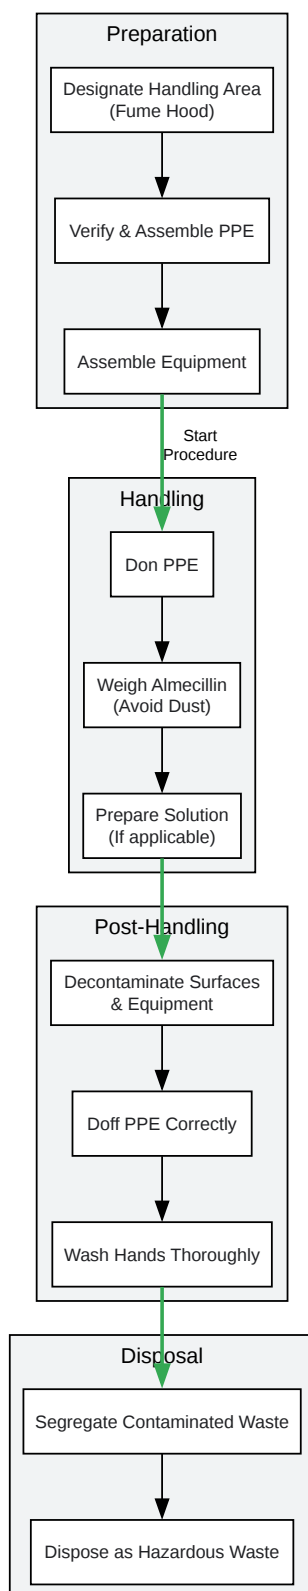 Preparation
Designate Handling Area
(Fume Hood)
Verify & Assemble PPE
Assemble Equipment
Start
Procedure
Handling
Don PPE
Weigh Almecillin
(Avoid Dust)
Prepare Solution
(If applicable)
Post-Handling
Decontaminate Surfaces
& Equipment
Doff PPE Correctly
Wash Hands Thoroughly
Disposal
Segregate Contaminated Waste
Dispose as Hazardous Waste